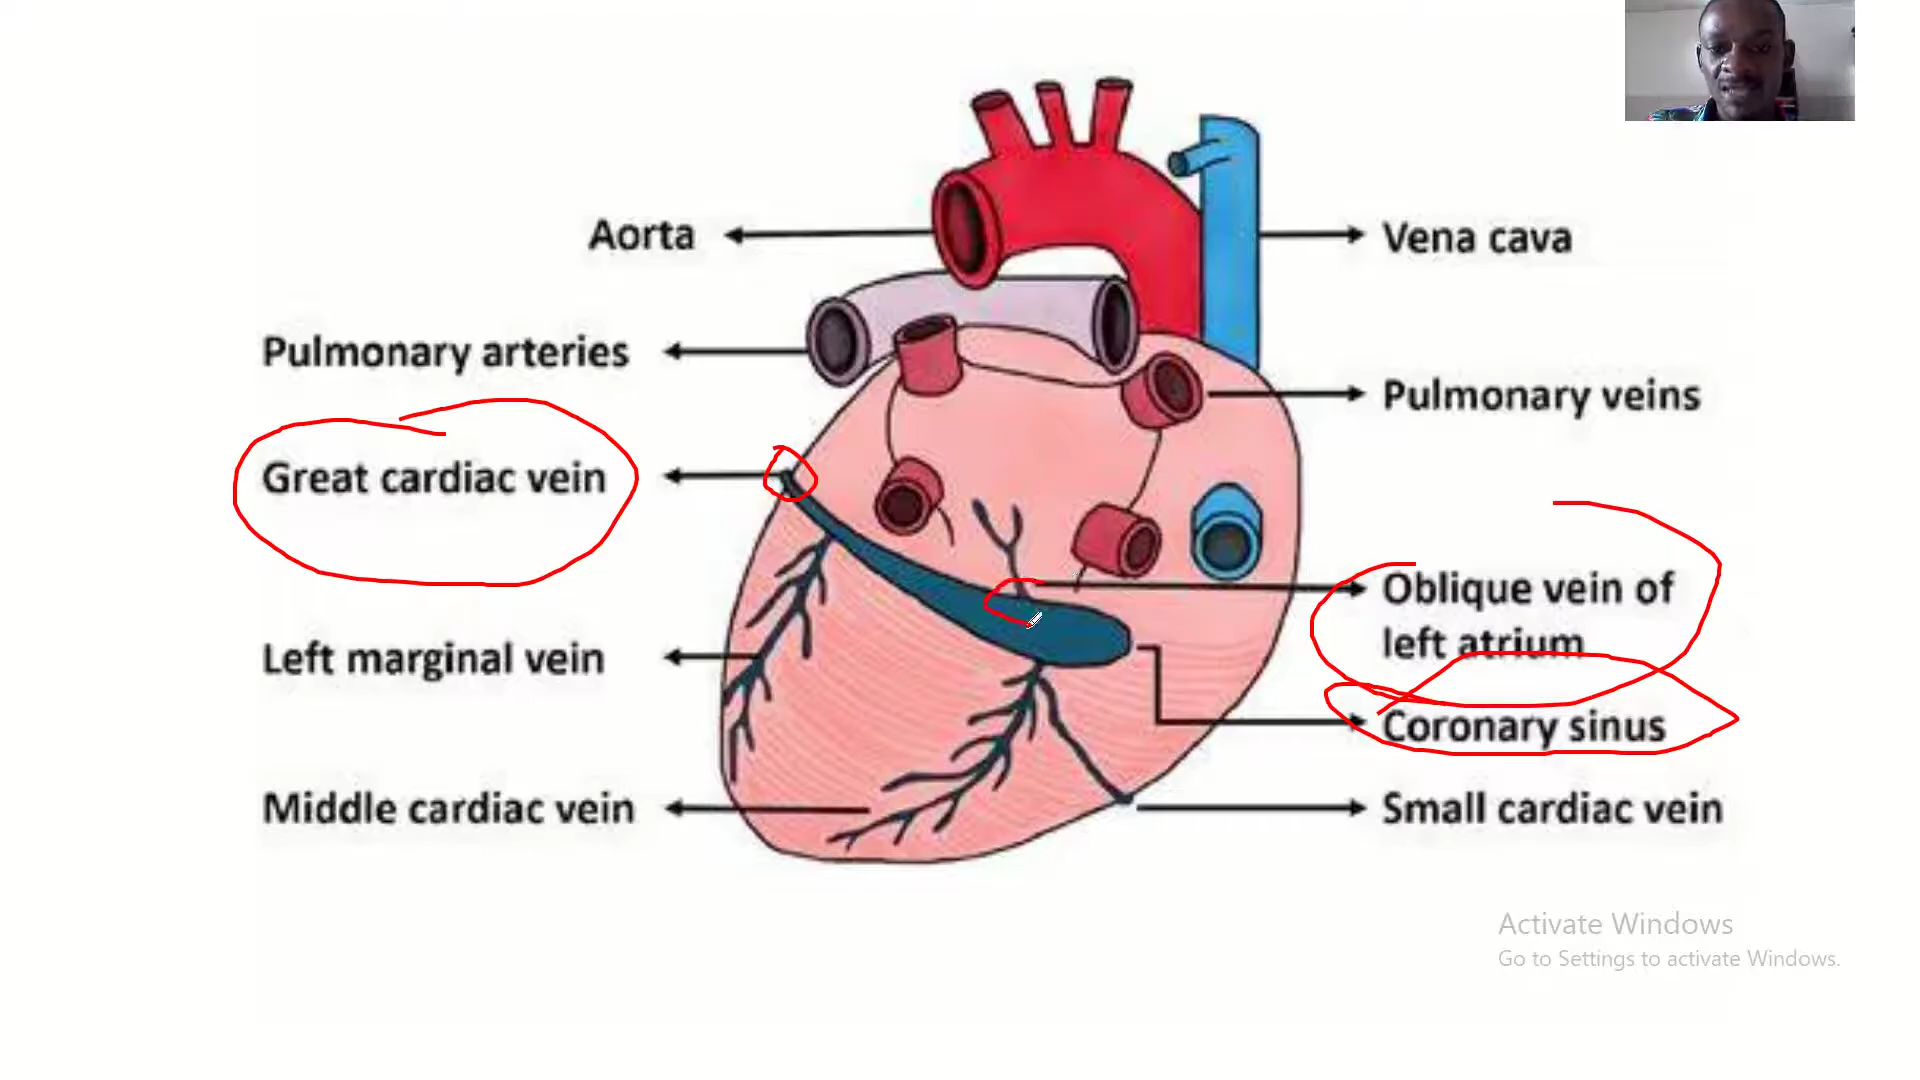 Aorta
Vena cava
Pulmonary arteries
Pulmonary veins
Great cardiac vein
Oblique vein of
left atrium
Left marginal vein
Coronary sinus
Middle cardiac vein
Small cardiac vein
Activate Windows
Go to Settings to activate Windows.